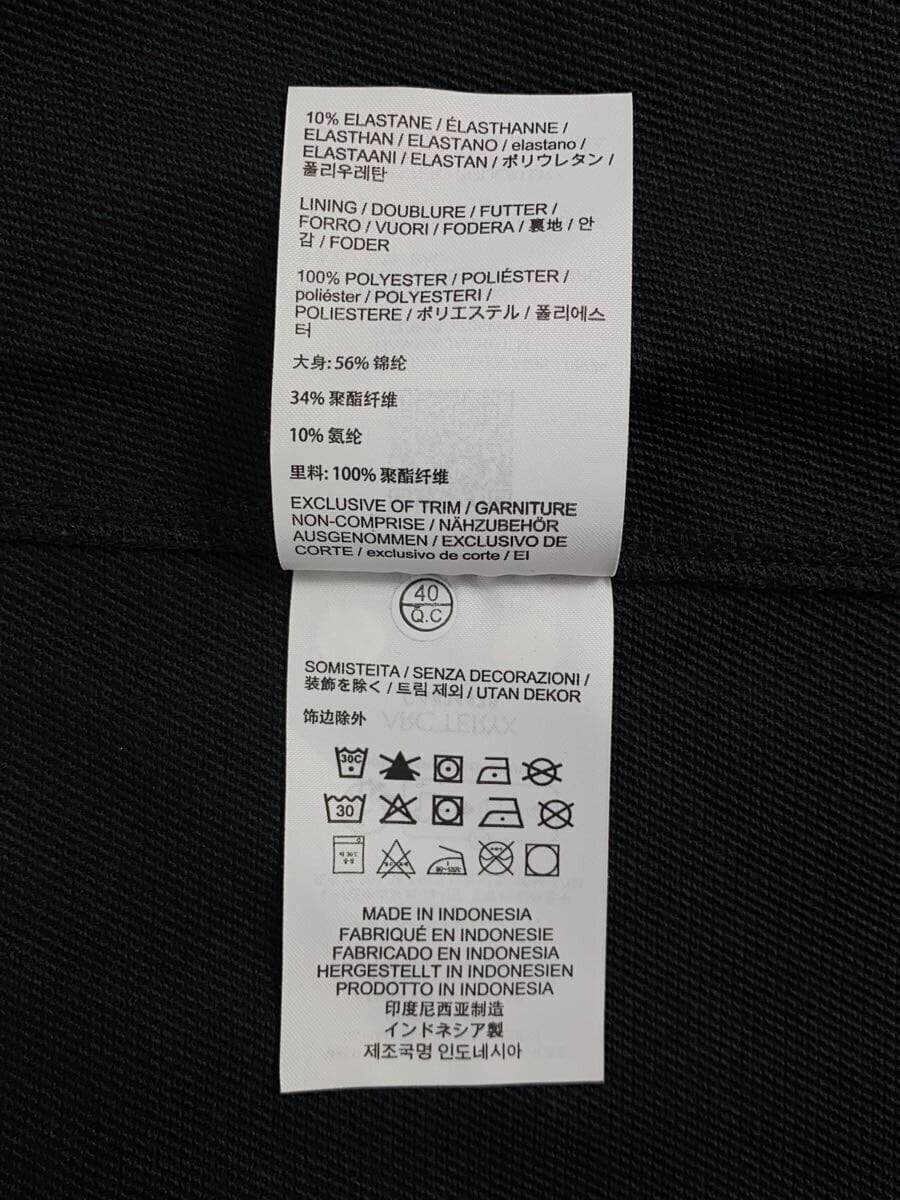 10% ELASTANE / ÉLASTHANNE /
ELASTHAN / ELASTANO / elastano /
ELASTAANI / ELASTAN / ポリウレタン /
폴리우레탄
LINING / DOUBLURE / FUTTER /
FORRO / VUORI / FODERA / 裏地 / 안
감 / FODER
100% POLYESTER / POLIÉSTER /
poliéster / POLYESTERI /
POLIESTERE / ポリエステル / 폴리에스
터
大身: 56% 锦纶
34% 聚酯纤维
10% 氨纶
里料: 100% 聚酯纤维
EXCLUSIVE OF TRIM / GARNITURE
NON-COMPRISE / NÄHZUBEHÖR
AUSGENOMMEN / EXCLUSIVO DE
CORTE / exclusivo de corte / EI
40
Q.C
SOMISTEITA / SENZA DECORAZIONI /
装飾を除く / 트림 제외 / UTAN DEKOR
饰边除外
ARC'TERYX
30C
30
MADE IN INDONESIA
FABRIQUÉ EN INDONESIE
FABRICADO EN INDONESIA
HERGESTELLT IN INDONESIEN
PRODOTTO IN INDONESIA
印度尼西亚制造
インドネシア製
제조국명 인도네시아